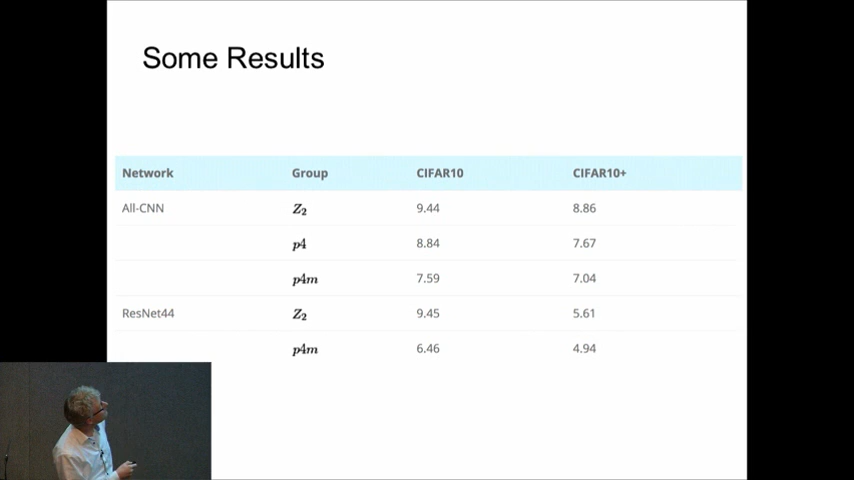 Some Results
Network Group CIFAR10 CIFAR10+
All-CNN Z₂ 9.44 8.86
p4 8.84 7.67
p4m 7.59 7.04
ResNet44 Z₂ 9.45 5.61
p4m 6.46 4.94